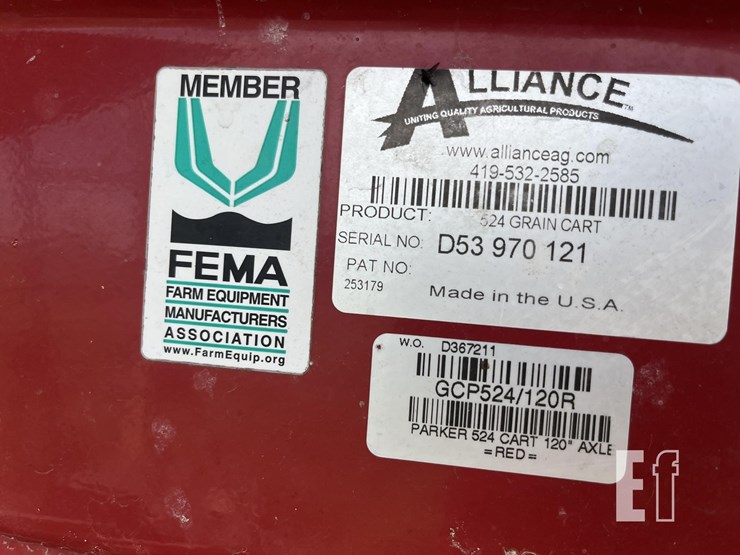 MEMBER
FEMA
FARM EQUIPMENT
MANUFACTURERS
ASSOCIATION
www.FarmEquip.org
ALLIANCE™
UNITING QUALITY AGRICULTURAL PRODUCTS
www.allianceag.com
419-532-2585
PRODUCT: 524 GRAIN CART
SERIAL NO: D53 970 121
PAT NO:
253179
Made in the U.S.A.
W.O. D367211
GCP524/120R
PARKER 524 CART 120" AXLE
=RED=
Ef